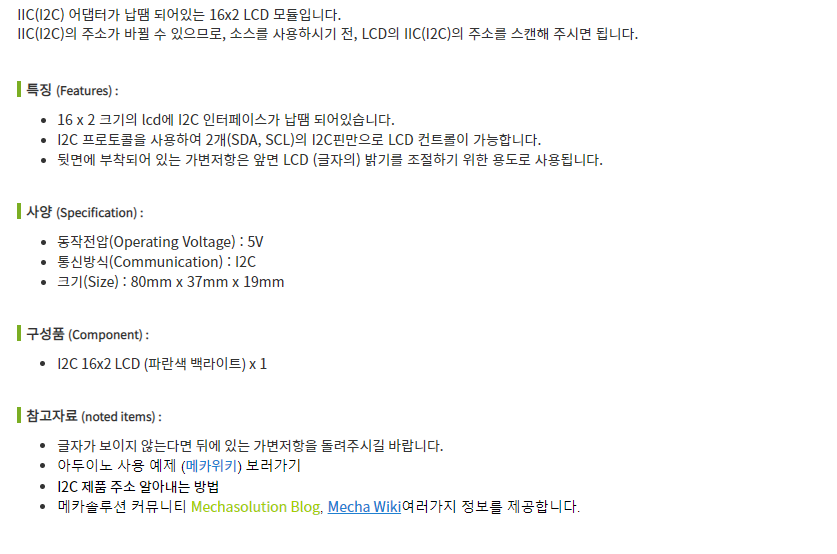 IIC(I2C) 어댑터가 납땜 되어있는 16x2 LCD 모듈입니다.
IIC(I2C)의 주소가 바뀔 수 있으므로, 소스를 사용하시기 전, LCD의 IIC(I2C)의 주소를 스캔해 주시면 됩니다.
특징 (Features) :
• 16 x 2 크기의 lcd에 I2C 인터페이스가 납땜 되어있습니다.
• I2C 프로토콜을 사용하여 2개(SDA, SCL)의 I2C핀만으로 LCD 컨트롤이 가능합니다.
• 뒷면에 부착되어 있는 가변저항은 앞면 LCD (글자의) 밝기를 조절하기 위한 용도로 사용됩니다.
사양 (Specification) :
• 동작전압(Operating Voltage) : 5V
• 통신방식(Communication) : I2C
• 크기(Size) : 80mm x 37mm x 19mm
구성품 (Component) :
• I2C 16x2 LCD (파란색 백라이트) x 1
참고자료 (noted items) :
• 글자가 보이지 않는다면 뒤에 있는 가변저항을 돌려주시길 바랍니다.
• 아두이노 사용 예제 (메카위키) 보러가기
• I2C 제품 주소 알아내는 방법
• 메카솔루션 커뮤니티 Mechasolution Blog, Mecha Wiki여러가지 정보를 제공합니다.